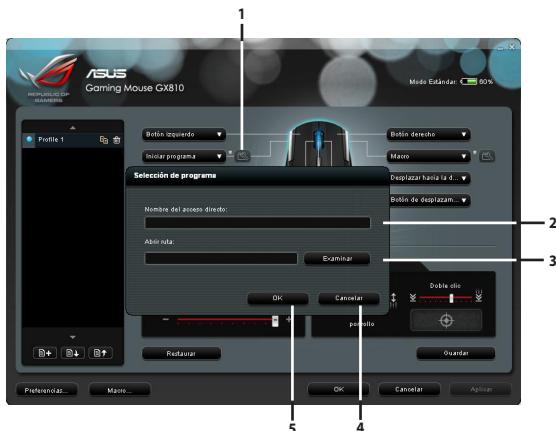 1
REPUBLIC OF
GAMERS
ASUS
Gaming Mouse GX810
Modo Estándar: 60%
Profile 1
Botón izquierdo
Botón derecho
Iniciar programa
Macro
Selección de programa
Desplazar hacia la d...
Botón de desplazam...
Nombre del acceso directo:
2
Abrir ruta:
Examinar
3
Doble clic
OK
Cancelar
Restaurar
Guardar
Preferencias...
Macro...
OK
Cancelar
Aplicar
5
4